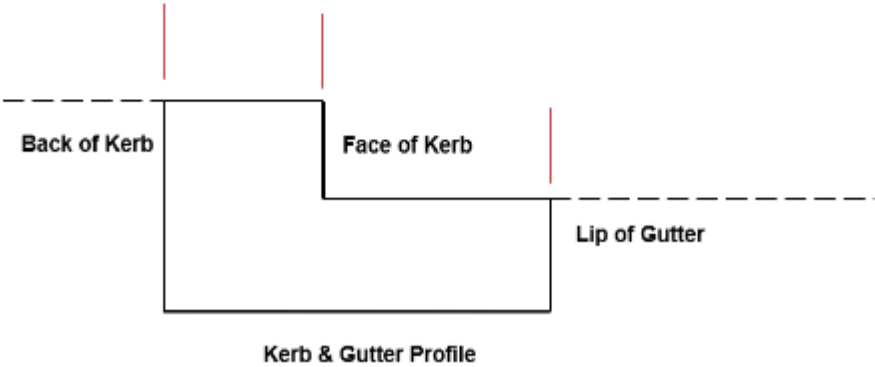 Back of Kerb
Face of Kerb
Lip of Gutter
Kerb & Gutter Profile